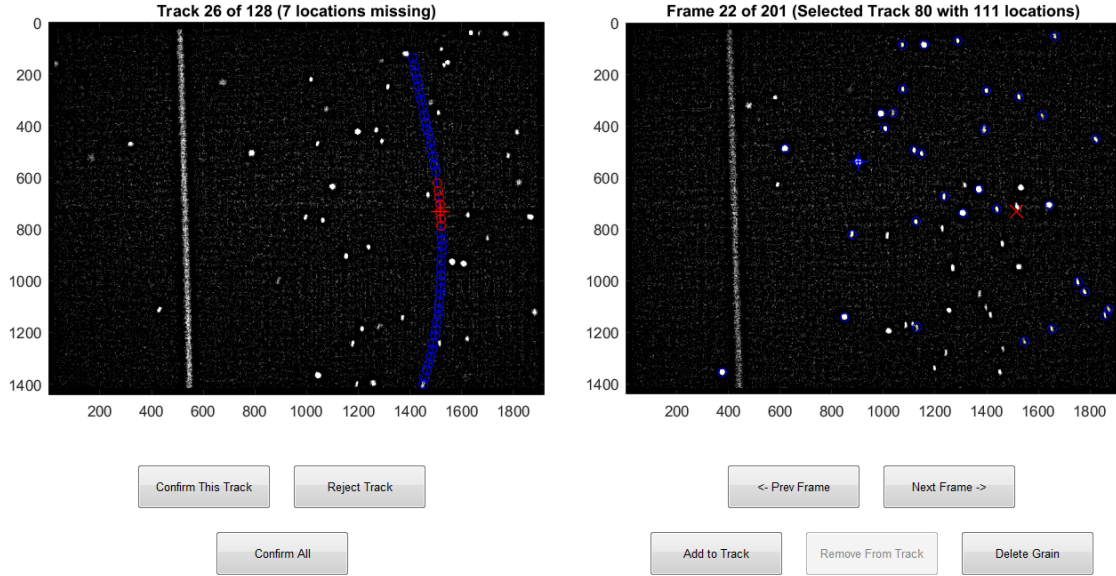 Track 26 of 128 (7 locations missing)
0
200
400
600
800
1000
1200
1400
200 400 600 800 1000 1200 1400 1600 1800
Confirm This Track
Reject Track
Confirm All
Frame 22 of 201 (Selected Track 80 with 111 locations)
0
200
400
600
800
1000
1200
1400
200 400 600 800 1000 1200 1400 1600 1800
<- Prev Frame
Next Frame ->
Add to Track
Remove From Track
Delete Grain